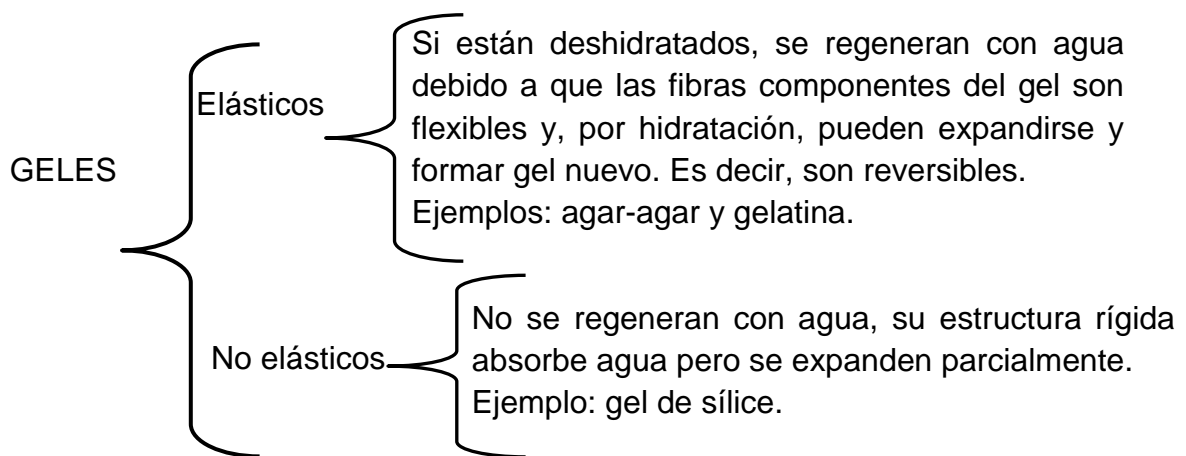 GELES
Elásticos
Si están deshidratados, se regeneran con agua
debido a que las fibras componentes del gel son
flexibles y, por hidratación, pueden expandirse y
formar gel nuevo. Es decir, son reversibles.
Ejemplos: agar-agar y gelatina.
No elásticos
No se regeneran con agua, su estructura rígida
absorbe agua pero se expanden parcialmente.
Ejemplo: gel de sílice.